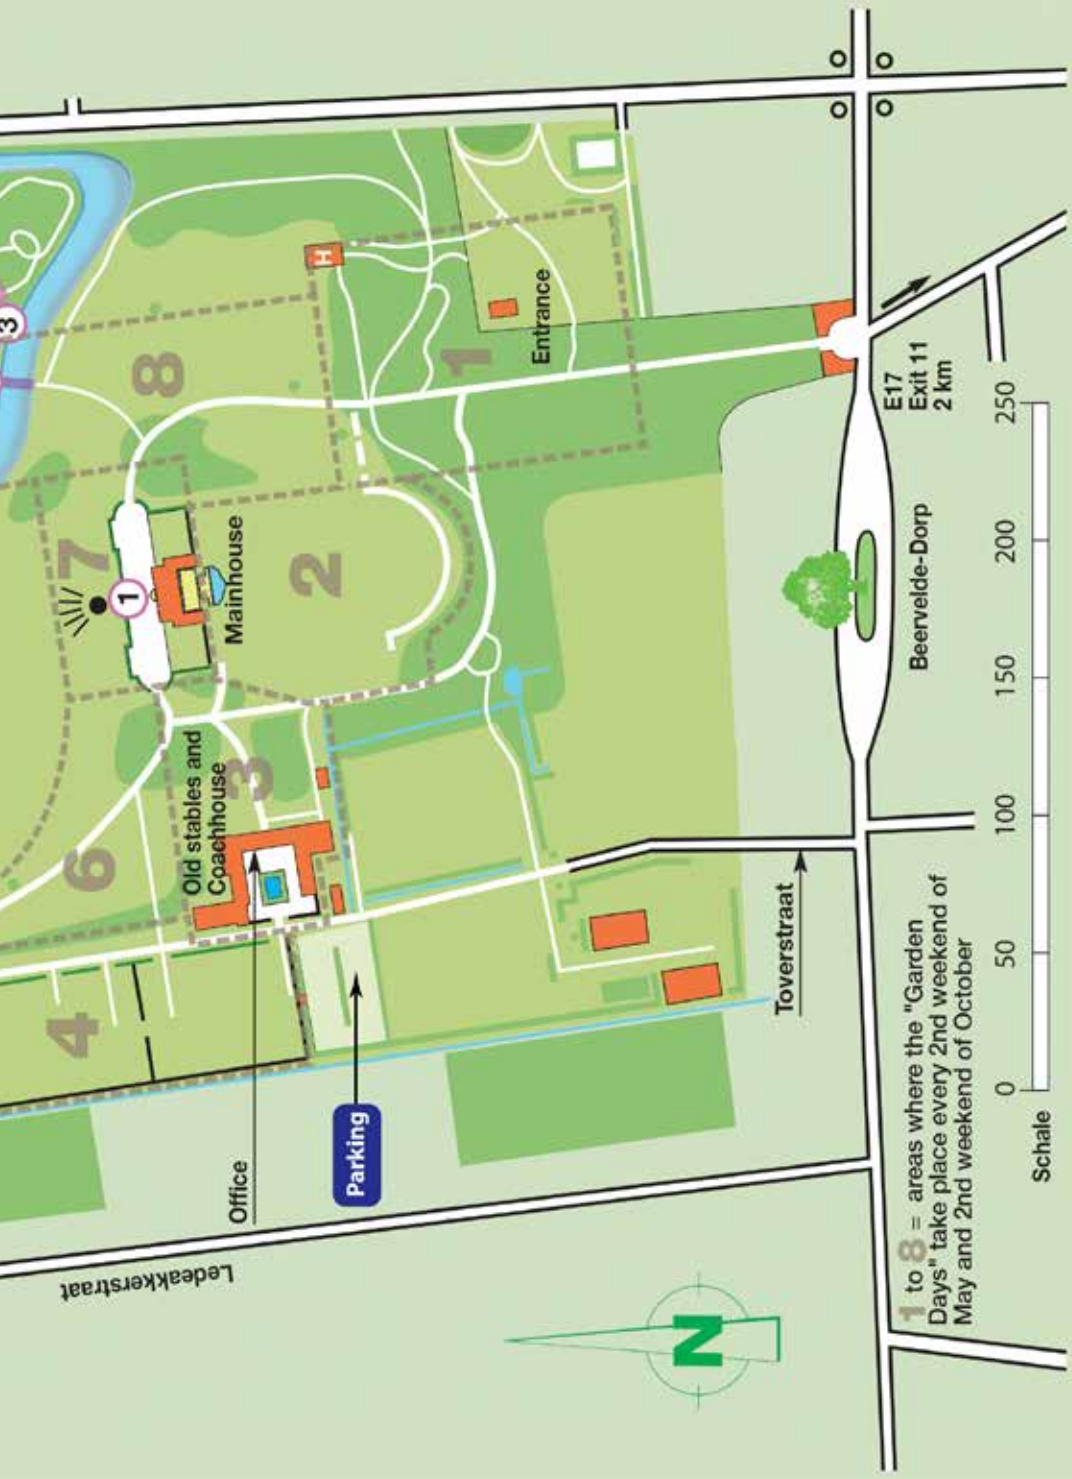 Ledeakkerstraat
Office
Parking
4
6
Old stables and
Coachhouse
3
7
1
Mainhouse
2
8
3
H
1
Entrance
Toverstraat
Beervelde-Dorp
E17
Exit 11
2 km
1 to 8 = areas where the "Garden
Days" take place every 2nd weekend of
May and 2nd weekend of October
Schale
0 50 100 150 200 250
N